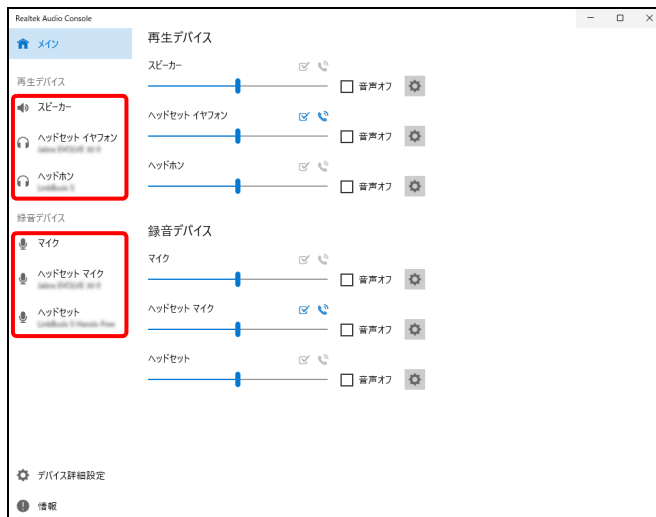 Realtek Audio Console
メイン
再生デバイス
スピーカー
ヘッドセット イヤフォン
ヘッドホン
録音デバイス
マイク
ヘッドセット マイク
ヘッドセット
デバイス詳細設定
情報
再生デバイス
スピーカー
音声オフ
ヘッドセット イヤフォン
音声オフ
ヘッドホン
音声オフ
録音デバイス
マイク
音声オフ
ヘッドセット マイク
音声オフ
ヘッドセット
音声オフ